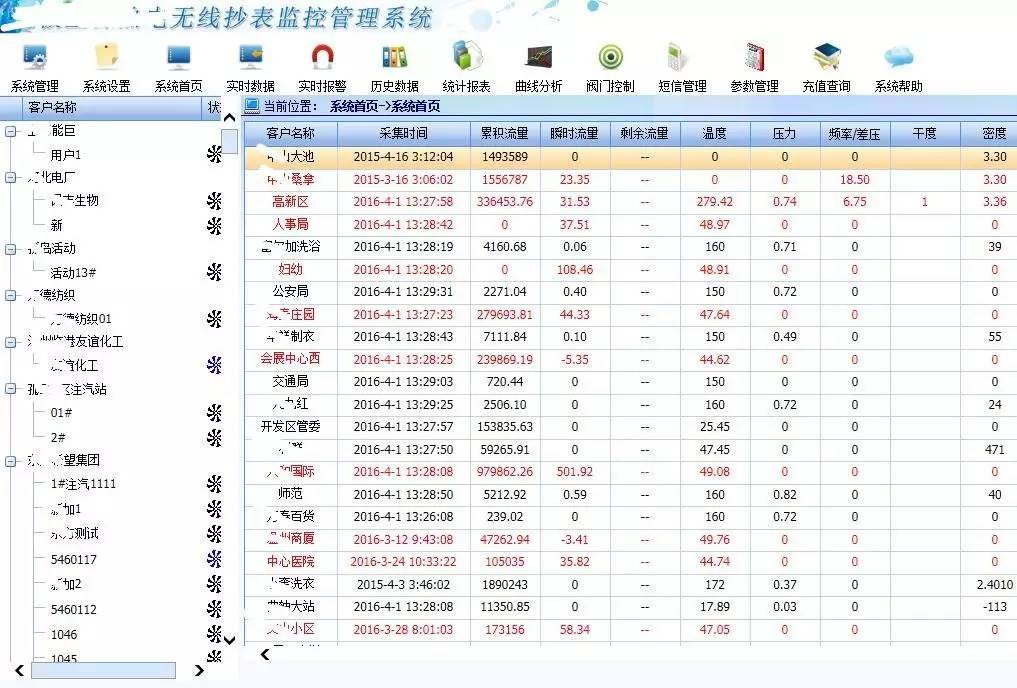 无线抄表监控管理系统
系统管理 系统设置 系统首页 实时数据 实时报警 历史数据 统计报表 曲线分析 阀门控制 短信管理 参数管理 充值查询 系统帮助
客户名称 状
能巨
用户1
北电厂
生物
新
岛活动
活动13#
德纺织
德纺织01
港友谊化工
谊化工
注汽站
01#
2#
希望集团
1#注汽1111
加1
测试
5460117
加2
5460112
1046
1045
当前位置： 系统首页->系统首页
客户名称 采集时间 累积流量 瞬时流量 剩余流量 温度 压力 频率/差压 干度 密度
大池 2015-4-16 3:12:04 1493589 0 -- 0 0 0 3.30
桑拿 2015-3-16 3:06:02 1556787 23.35 -- 0 0 18.50 3.30
高新区 2016-4-1 13:27:58 336453.76 31.53 -- 279.42 0.74 6.75 1 3.36
人事局 2016-4-1 13:28:42 0 37.51 -- 48.97 0 0 0
加洗浴 2016-4-1 13:28:19 4160.68 0.06 -- 160 0.71 0 39
妇幼 2016-4-1 13:28:20 0 108.46 -- 48.91 0 0 0
公安局 2016-4-1 13:29:31 2271.04 0.40 -- 150 0.72 0 0
庄园 2016-4-1 13:27:23 279693.81 44.33 -- 47.64 0 0 0
制衣 2016-4-1 13:28:43 7111.84 0.10 -- 150 0.49 0 55
会展中心西 2016-4-1 13:28:25 239869.19 -5.35 -- 44.62 0 0 0
交通局 2016-4-1 13:29:03 720.44 0 -- 150 0 0 0
九红 2016-4-1 13:29:25 2506.10 0 -- 160 0.72 0 24
开发区管委 2016-4-1 13:27:57 153835.63 0 -- 25.45 0 0 0
2016-4-1 13:27:50 59265.91 0 -- 47.45 0 0 471
国际 2016-4-1 13:28:08 979862.26 501.92 -- 49.08 0 0 0
师范 2016-4-1 13:28:50 5212.92 0.59 -- 160 0.82 0 40
百货 2016-4-1 13:26:08 239.02 0 -- 160 0.72 0 0
商厦 2016-3-12 9:43:08 47262.94 -3.41 -- 49.76 0 0 0
中心医院 2016-3-24 10:33:22 105035 35.82 -- 44.74 0 0 0
洗衣 2015-4-3 3:46:02 1890243 0 -- 172 0.37 0 2.4010
大站 2016-4-1 13:28:08 11350.85 0 -- 17.89 0.03 0 -113
小区 2016-3-28 8:01:03 173156 58.34 -- 47.05 0 0 0